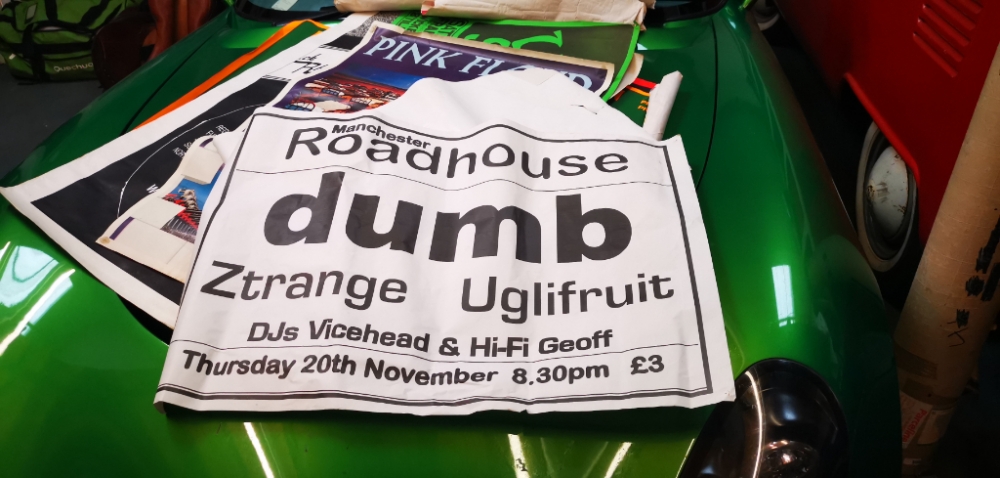 PINK FLOYD
Manchester
Roadhouse
dumb
Ztrange Uglifruit
DJs Vicehead & Hi-Fi Geoff
Thursday 20th November 8.30pm £3